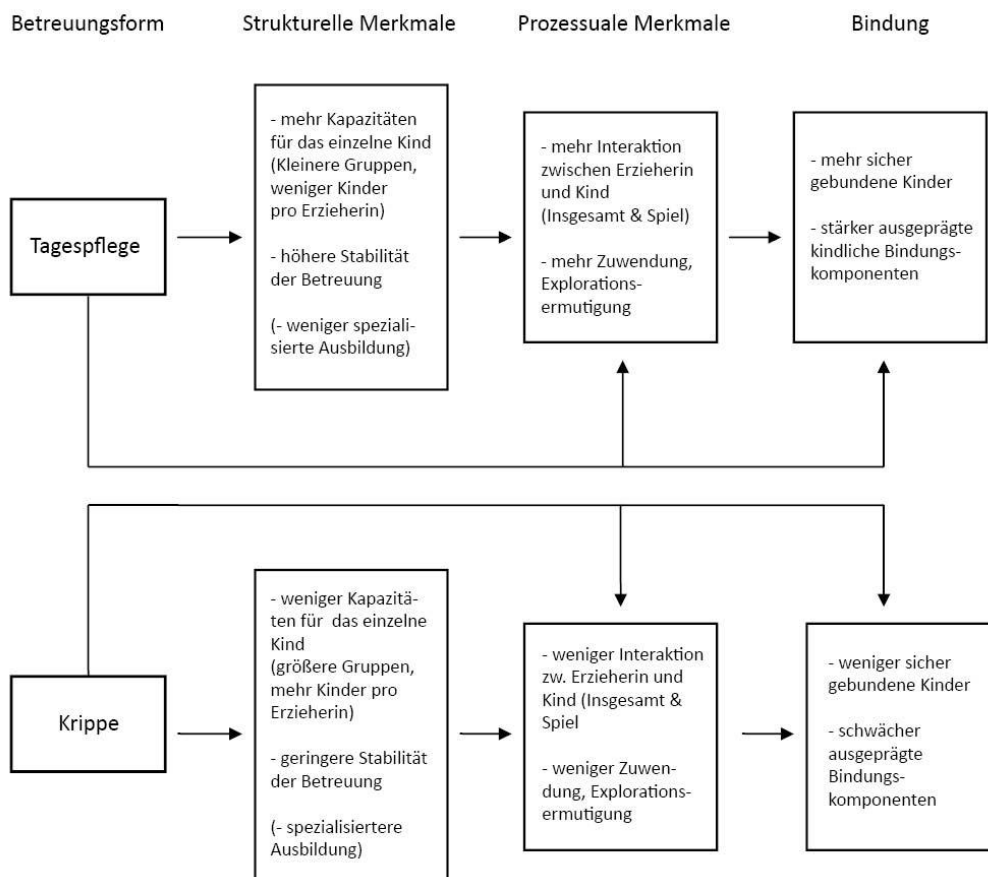 Betreuungsform
Strukturelle Merkmale
Prozessuale Merkmale
Bindung
Tagespflege
- mehr Kapazitäten
für das einzelne Kind
(Kleinere Gruppen,
weniger Kinder
pro Erzieherin)
- höhere Stabilität
der Betreuung
(- weniger speziali-
sierte Ausbildung)
- mehr Interaktion
zwischen Erzieherin
und Kind
(Insgesamt & Spiel)
- mehr Zuwendung,
Explorations-
ermutigung
- mehr sicher
gebundene Kinder
- stärker ausgeprägte
kindliche Bindungs-
komponenten
Krippe
- weniger Kapazitä-
ten für das einzelne
Kind
(größere Gruppen,
mehr Kinder pro
Erzieherin)
- geringere Stabilität
der Betreuung
(- spezialisiertere
Ausbildung)
- weniger Interaktion
zw. Erzieherin und
Kind (Insgesamt &
Spiel
- weniger Zuwen-
dung, Explorations-
ermutigung
- weniger sicher
gebundene Kinder
- schwächer
ausgeprägte
Bindungs-
komponenten